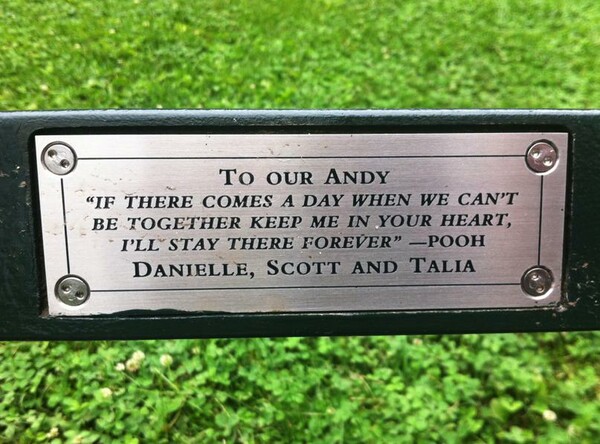 To our Andy
“If there comes a day when we can't
be together keep me in your heart,
I'll stay there forever” —Pooh
Danielle, Scott and Talia